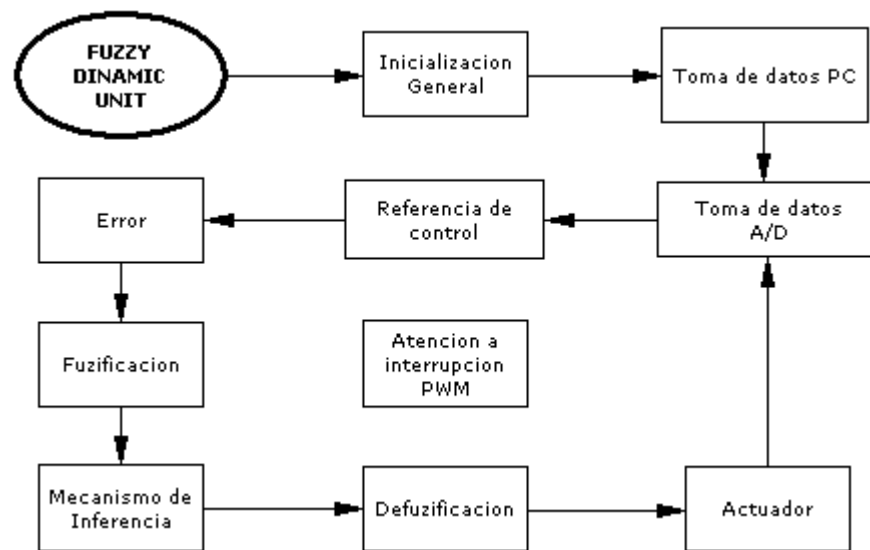 FUZZY
DINAMIC
UNIT
Inicializacion
General
Toma de datos PC
Error
Referencia de
control
Toma de datos
A/D
Fuzificacion
Atencion a
interrupcion
PWM
Mecanismo de
Inferencia
Defuzificacion
Actuador